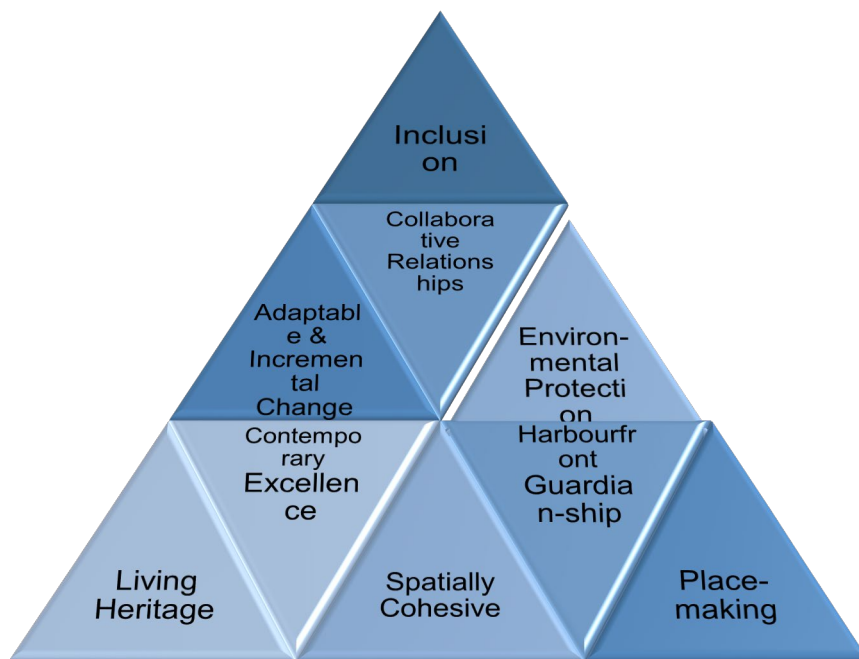 Inclusi
on
Collabora
tive
Relations
hips
Adaptabl
e &
Incremen
tal
Change
Environ-
mental
Protecti
on
Contempo
rary
Excellen
ce
Harbourfr
ont
Guardia
n-ship
Living
Heritage
Spatially
Cohesive
Place-
making